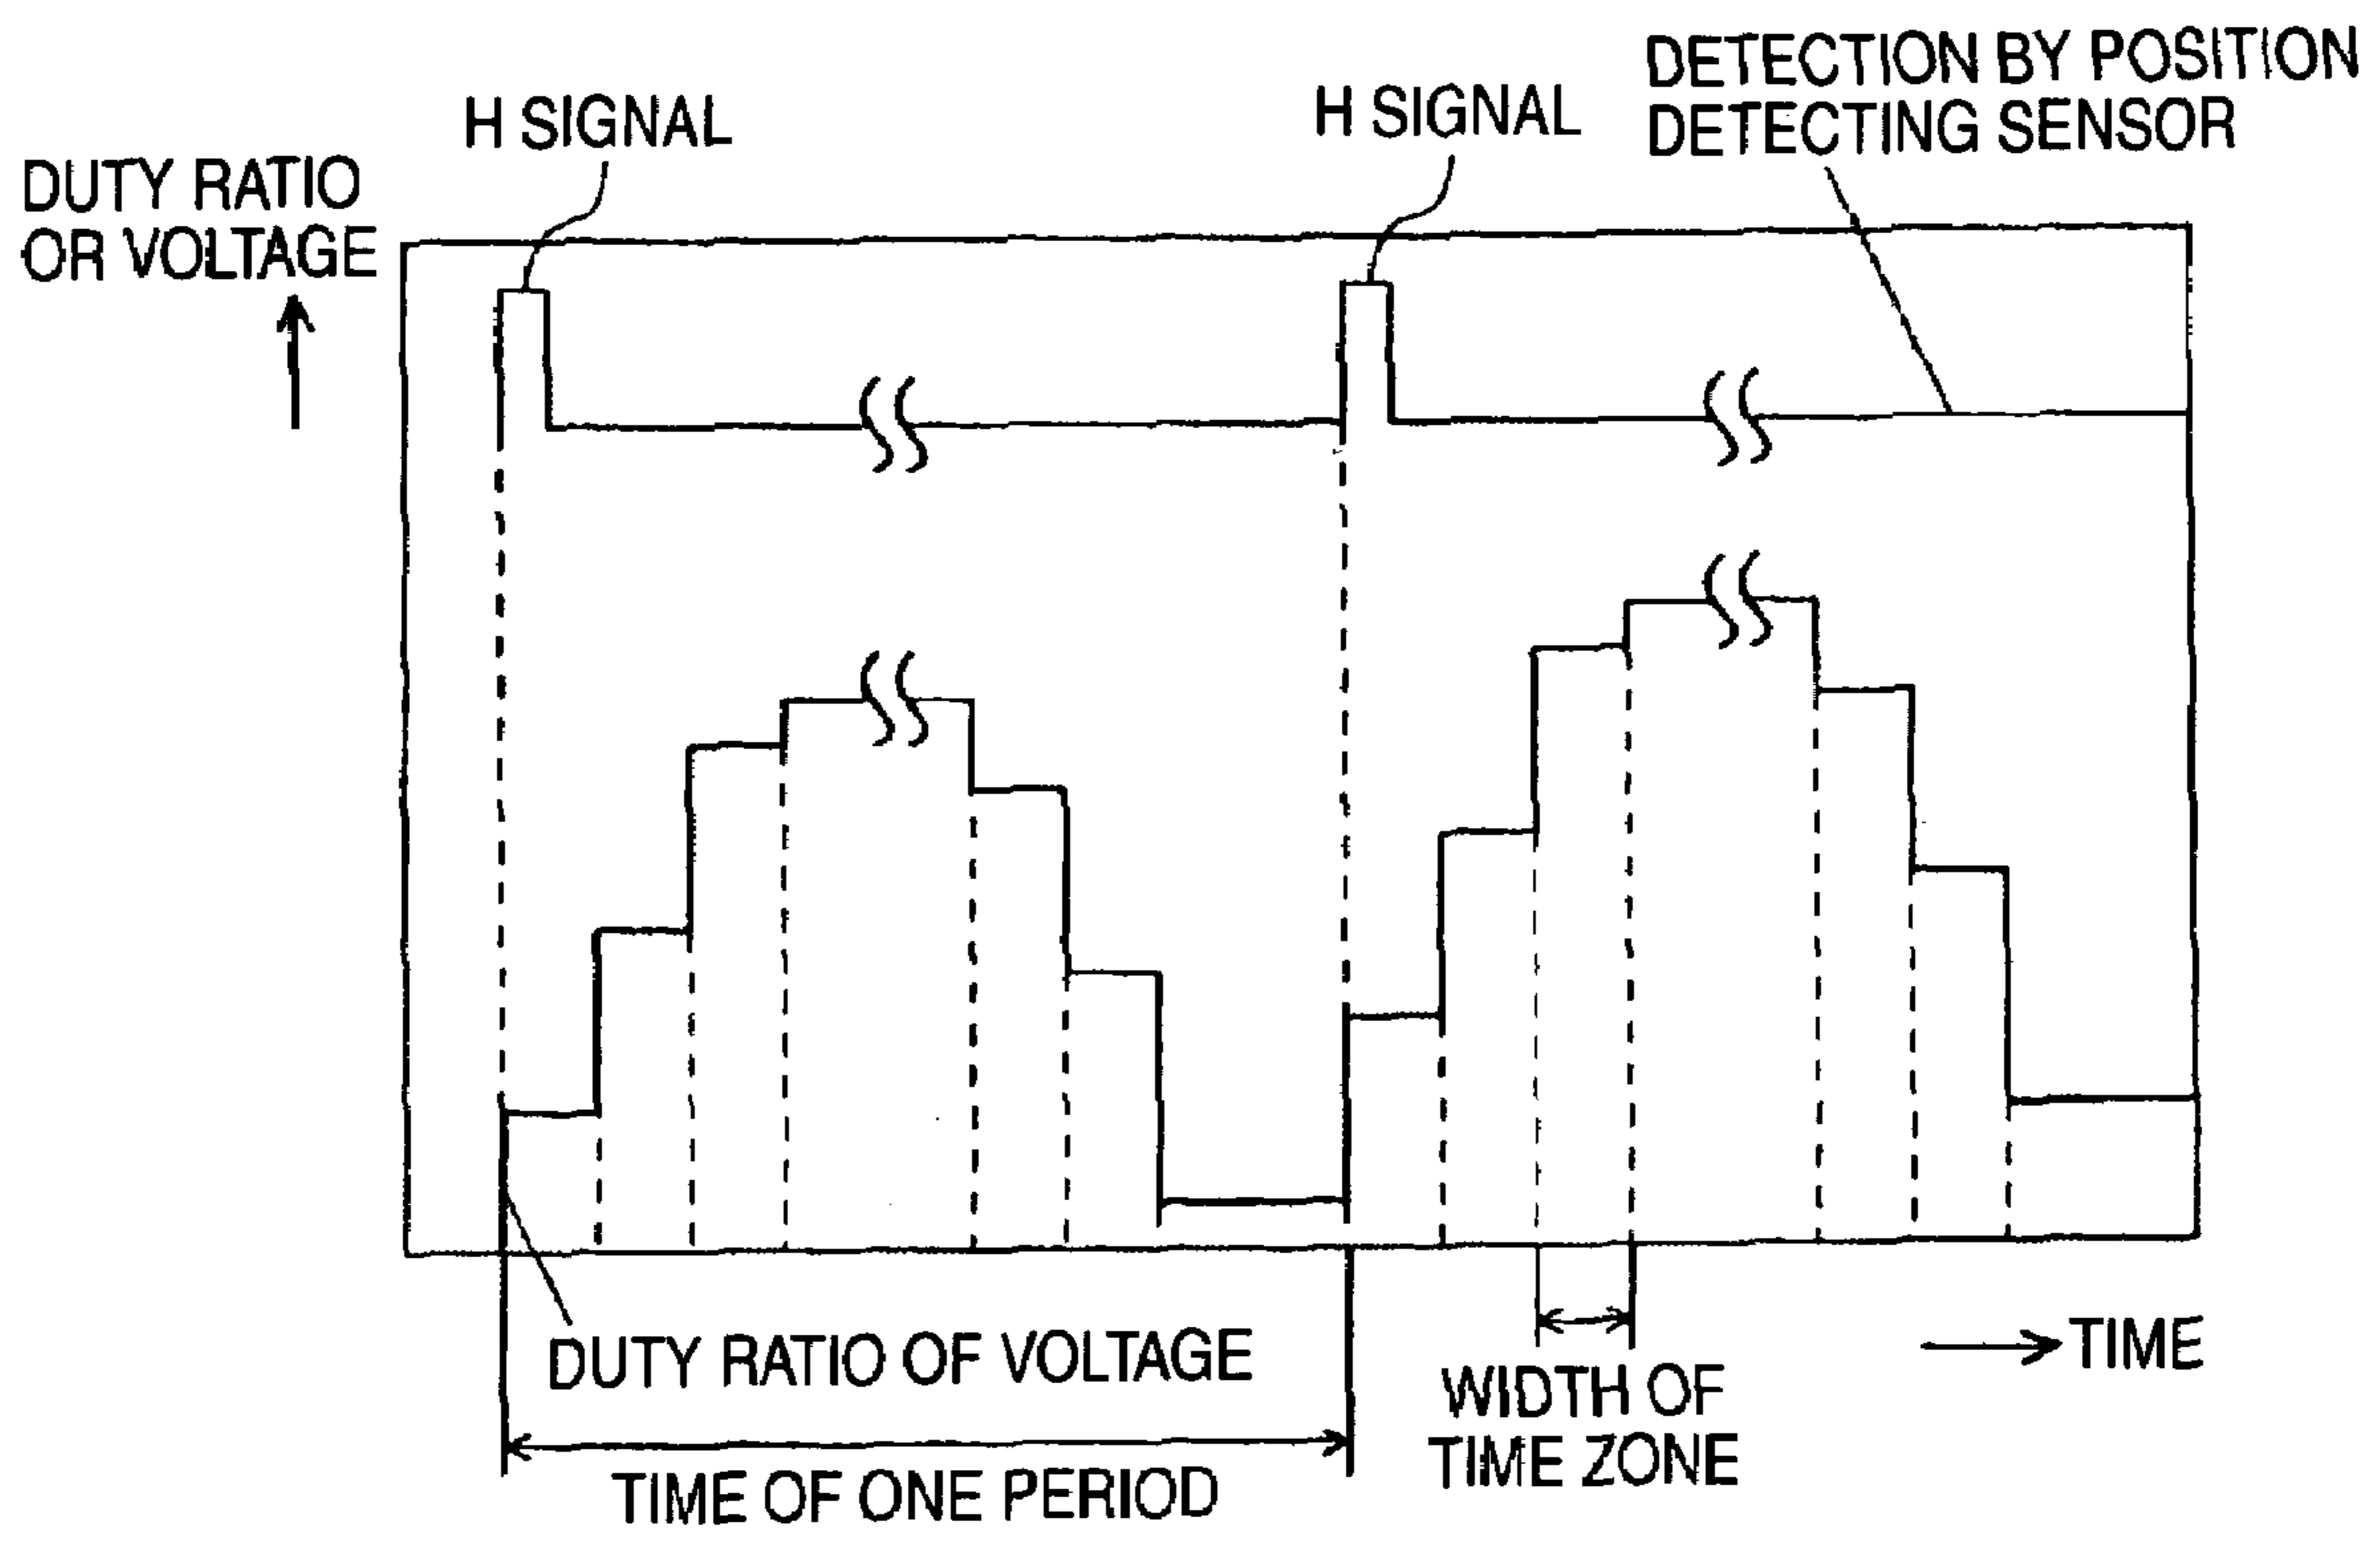 DETECTION BY POSITION
DETECTING SENSOR
H SIGNAL
H SIGNAL
DUTY RATIO
OR VOLTAGE
DUTY RATIO OF VOLTAGE
TIME
WIDTH OF
TIME ZONE
TIME OF ONE PERIOD